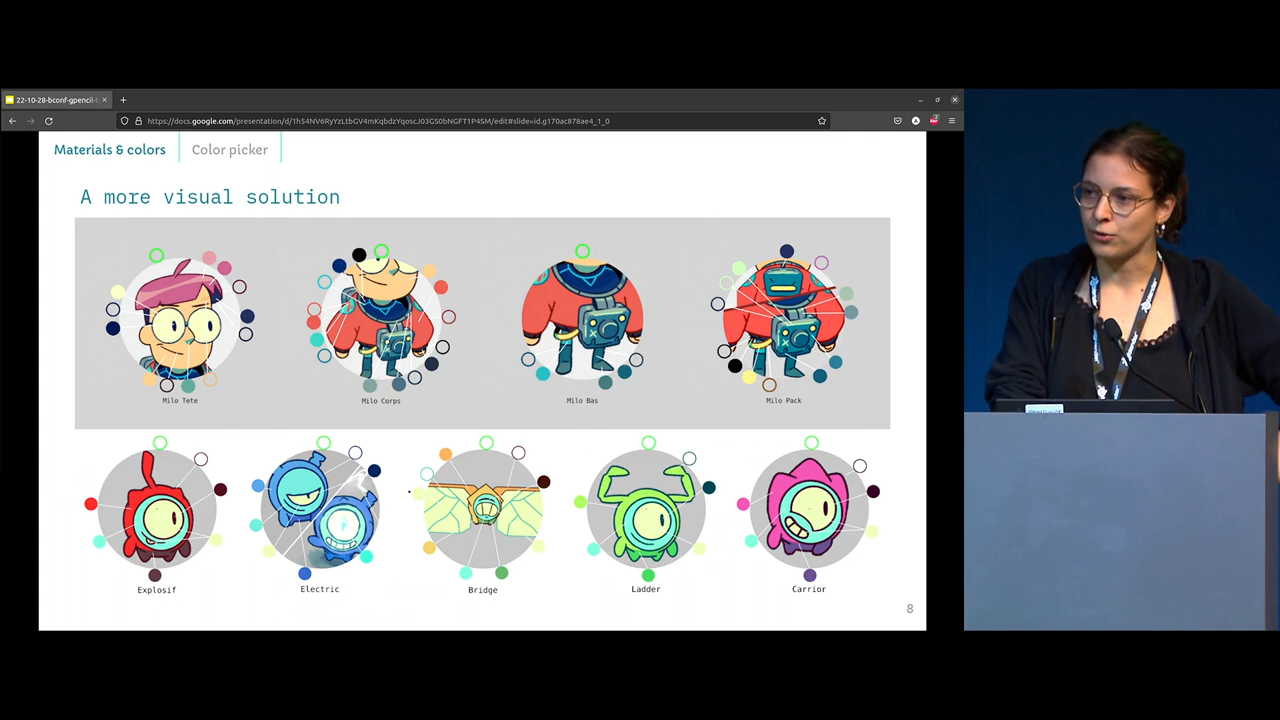 22-10-28-bconf-gpencil-t
https://docs.google.com/presentation/d/1h54NV6RyYzLtbGV4mKqbdzYqoscJ03GS0bNGFT1P4SM/edit#slide=id.g170ac878ae4_1_0
Materials & colors
Color picker
A more visual solution
Milo Tete
Milo Corps
Milo Bas
Milo Pack
Explosif
Electric
Bridge
Ladder
Carrior
8